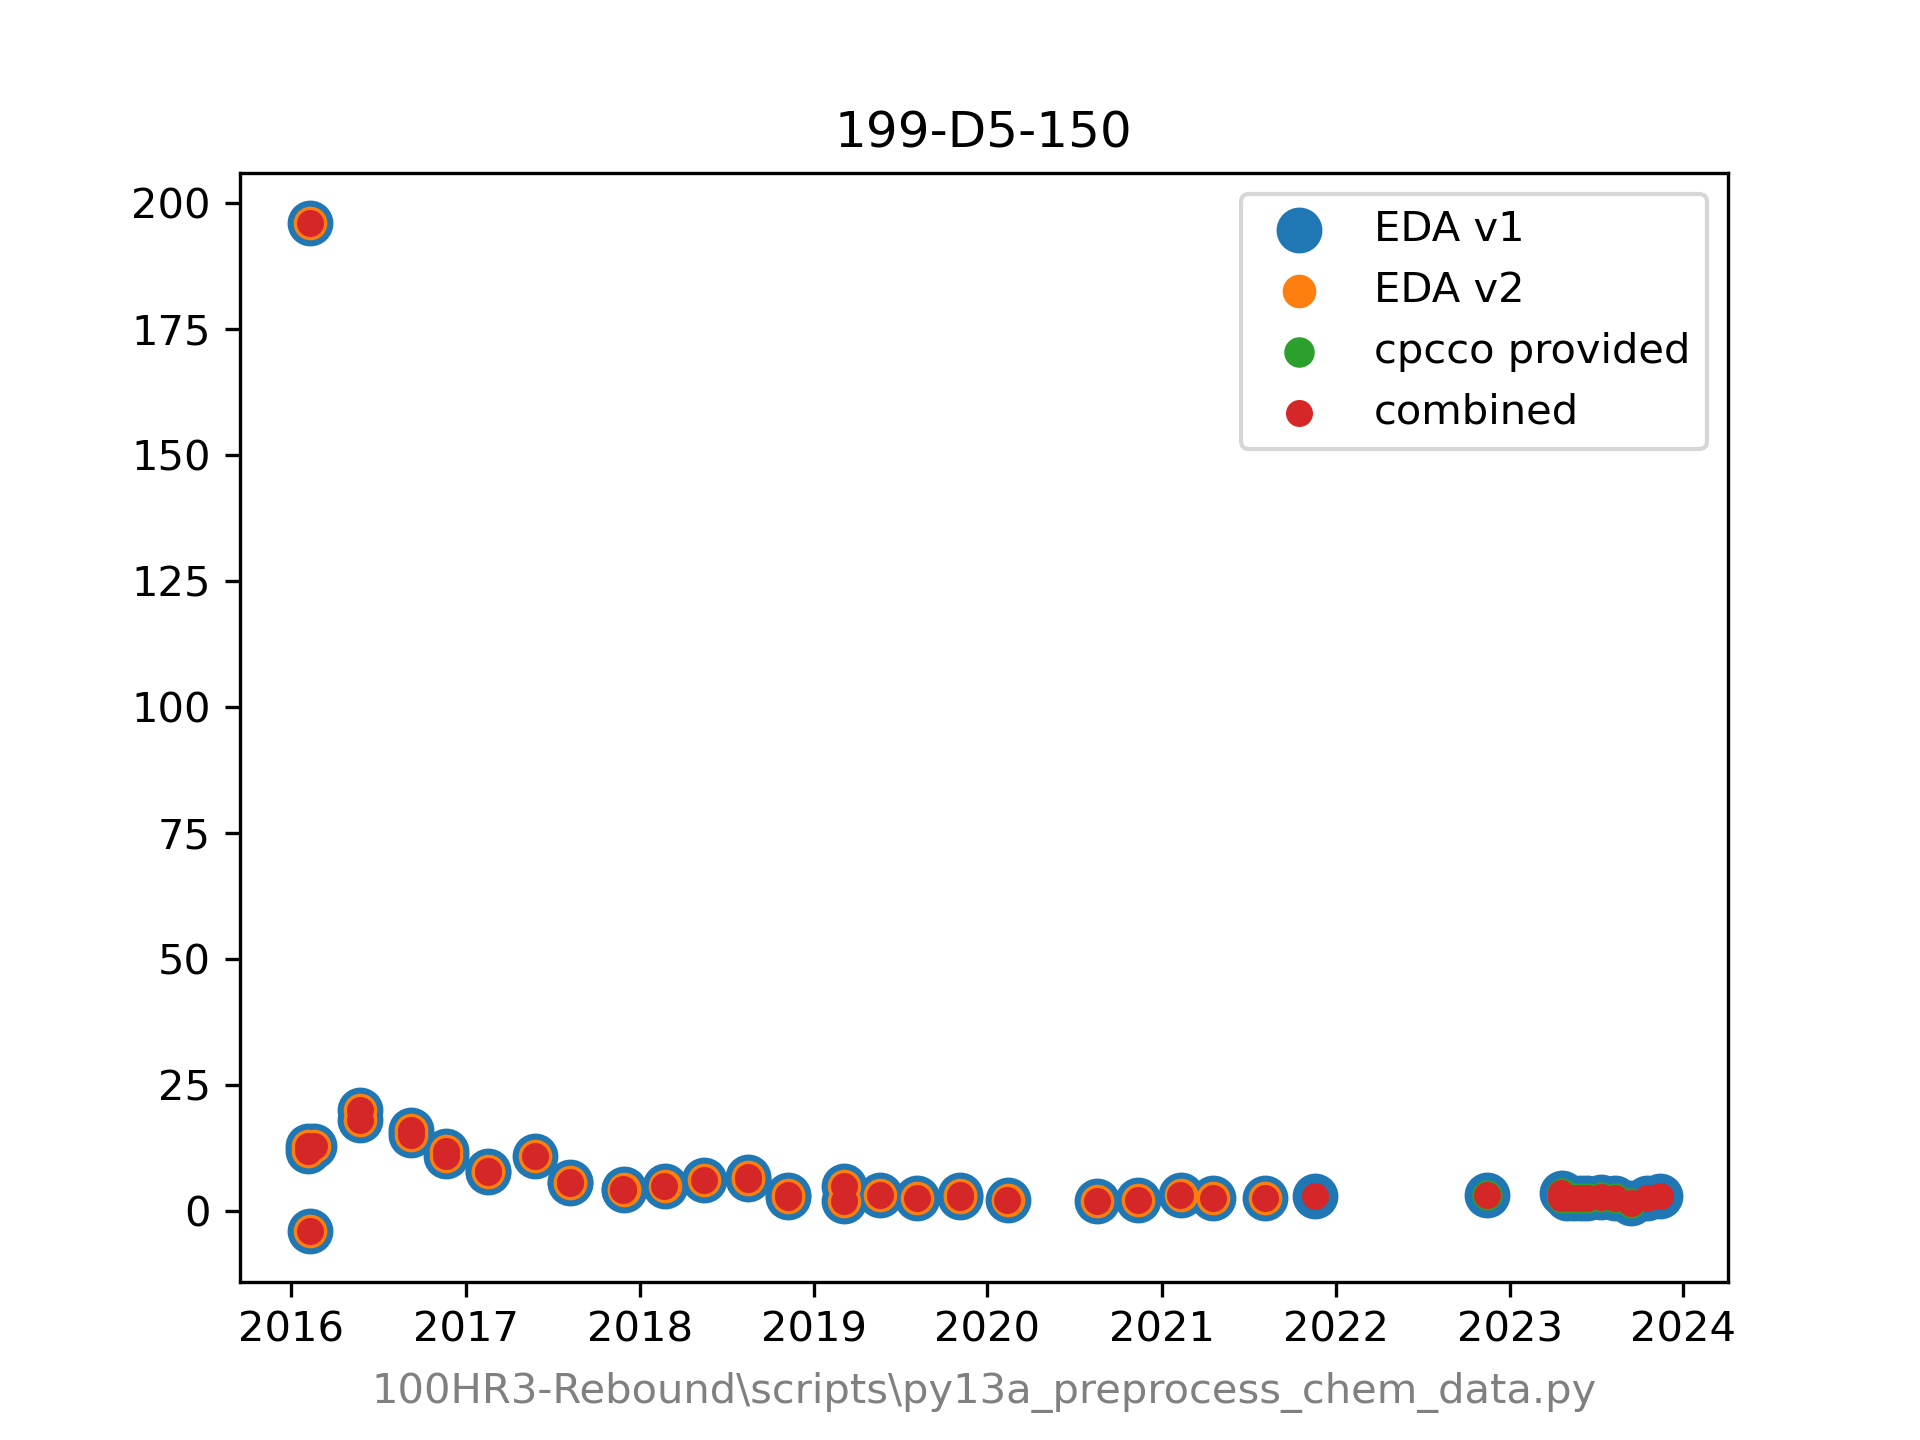 199-D5-150
200
175
150
125
100
75
50
25
0
EDA v1
EDA v2
cpcco provided
combined
2016 2017 2018 2019 2020 2021 2022 2023 2024
100HR3-Rebound\scripts\py13a_preprocess_chem_data.py